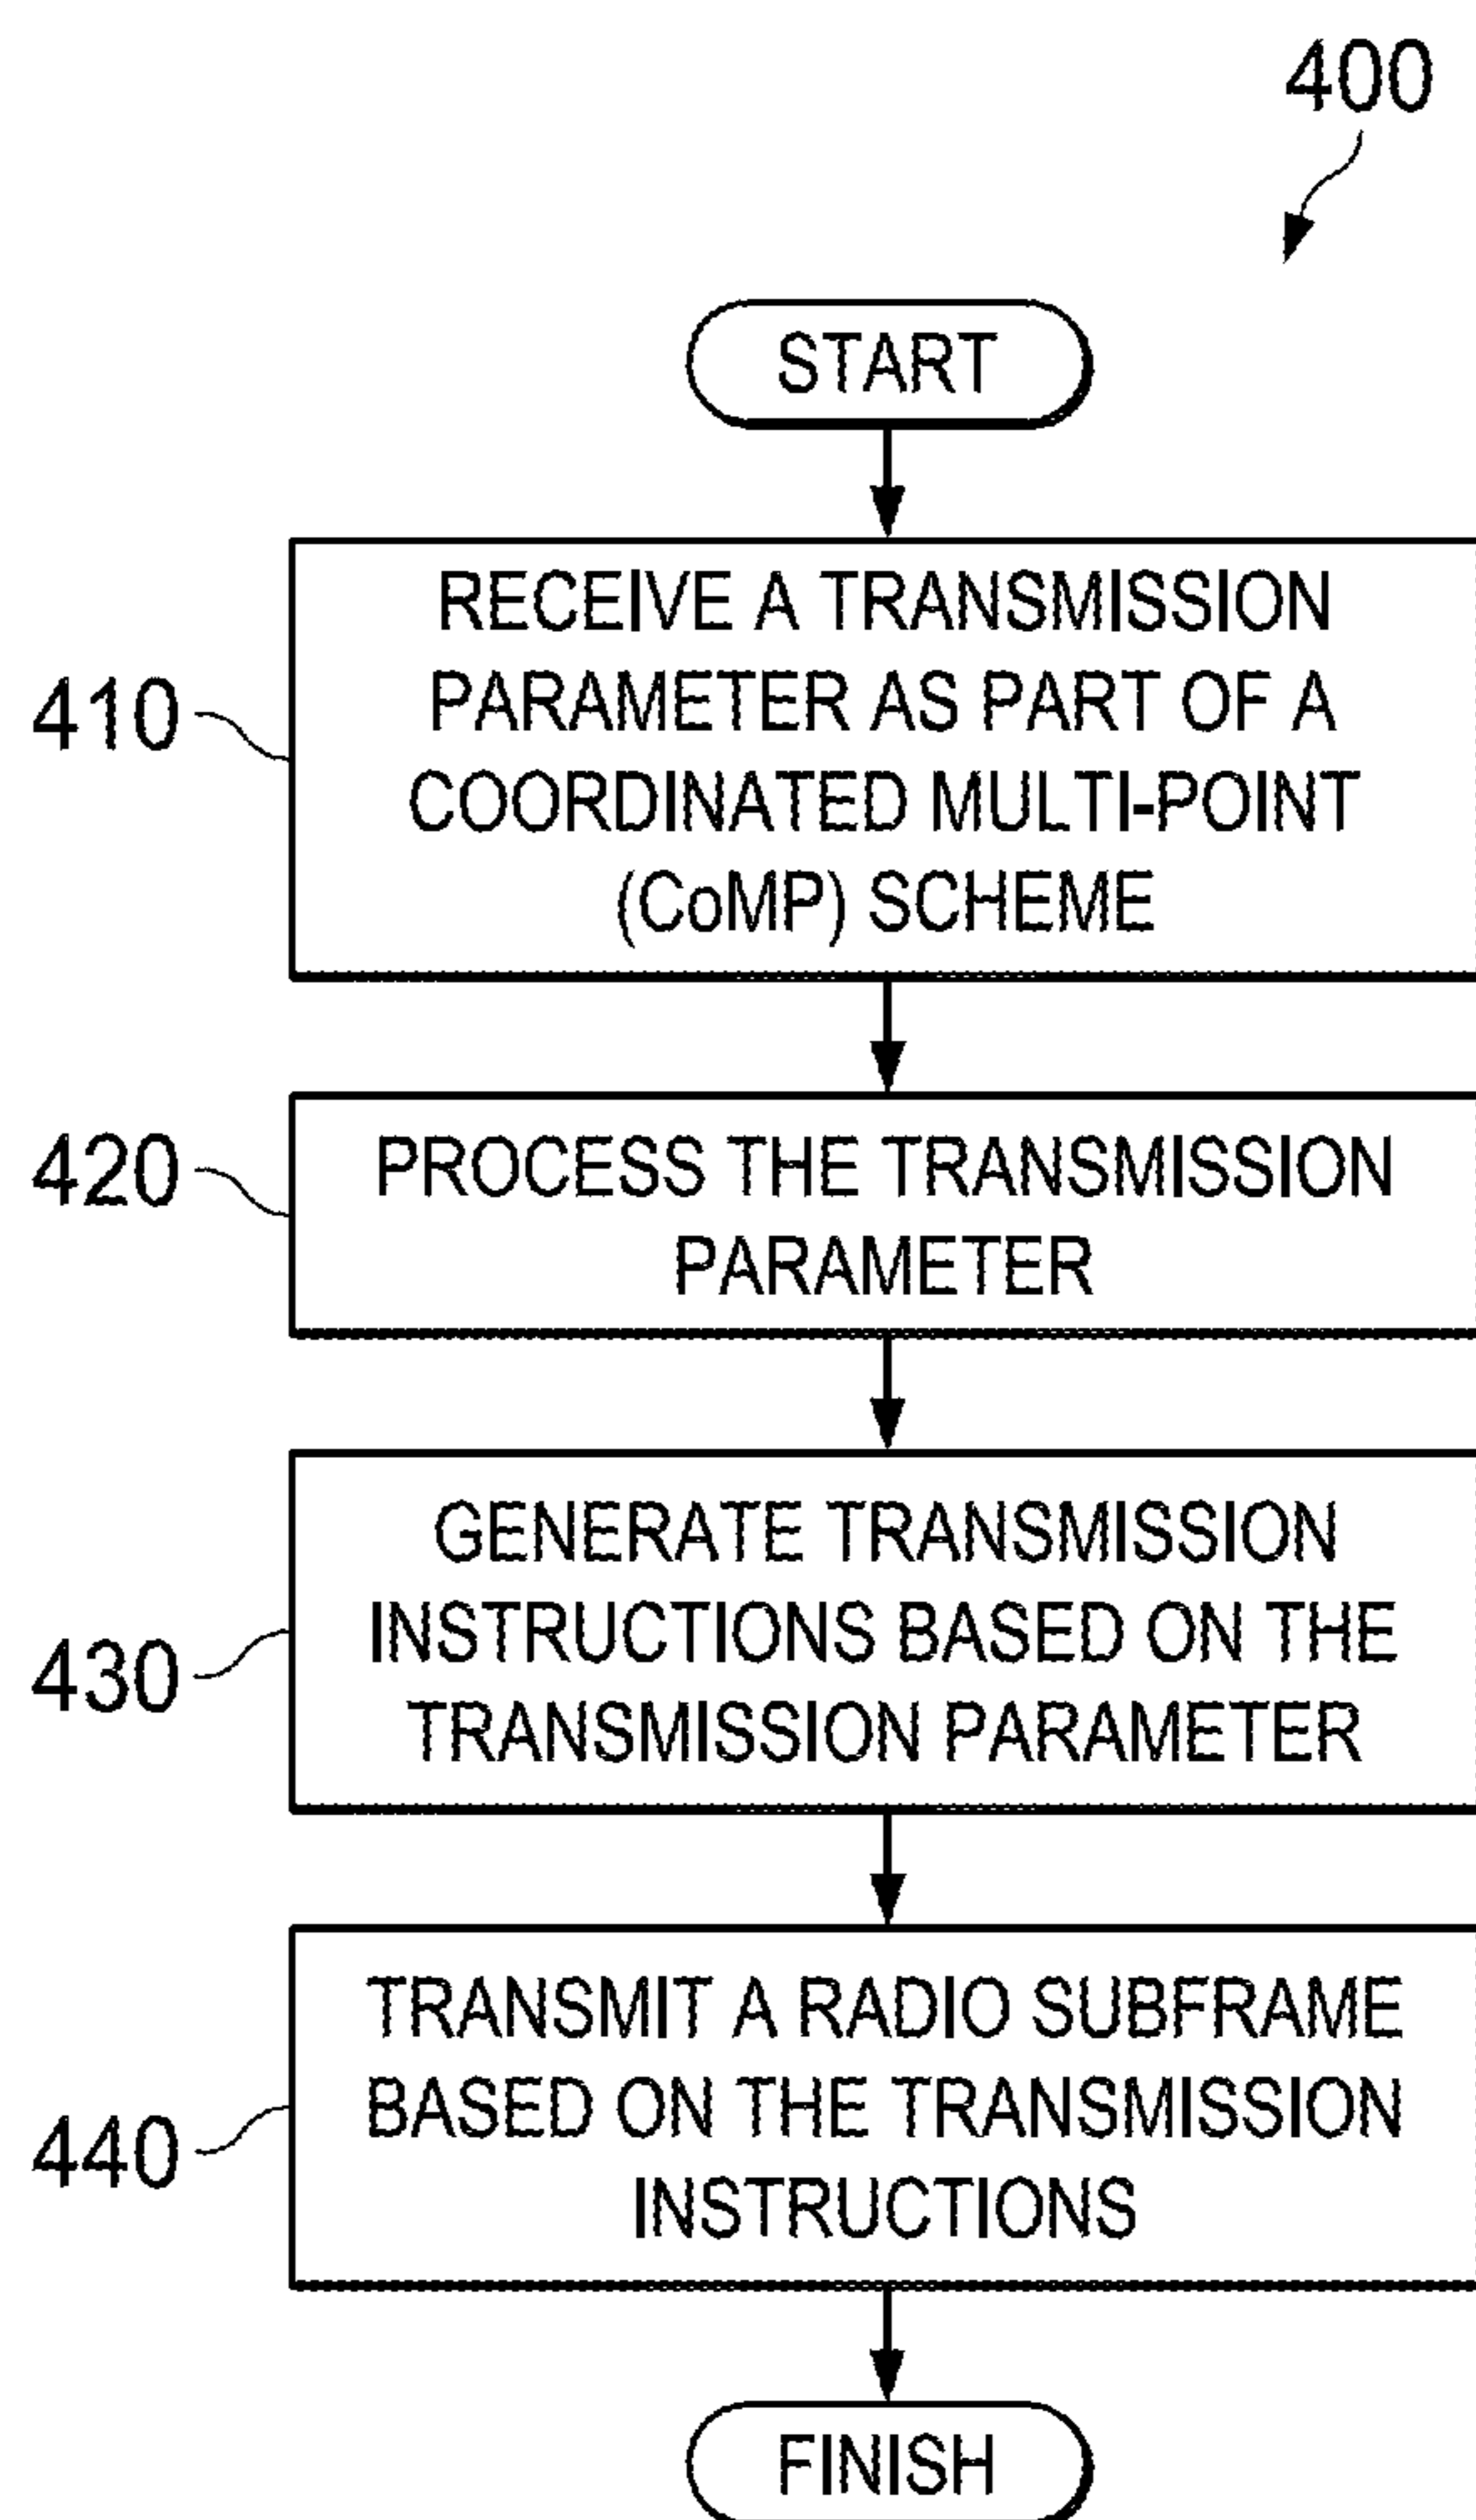 400
START
RECEIVE A TRANSMISSION
PARAMETER AS PART OF A
COORDINATED MULTI-POINT
(CoMP) SCHEME
410
PROCESS THE TRANSMISSION
PARAMETER
420
GENERATE TRANSMISSION
INSTRUCTIONS BASED ON THE
TRANSMISSION PARAMETER
430
TRANSMIT A RADIO SUBFRAME
BASED ON THE TRANSMISSION
INSTRUCTIONS
440
FINISH